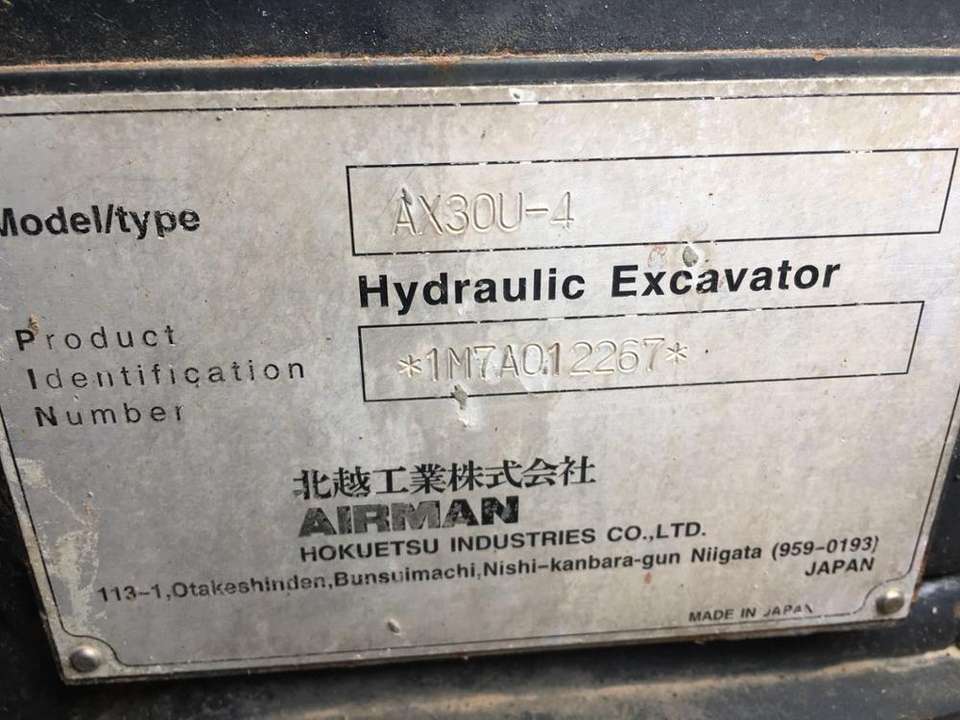 Model/type AX30U-4
Hydraulic Excavator
Product
Identification
Number
*1M7A012267*
北越工業株式会社
AIRMAN
HOKUETSU INDUSTRIES CO.,LTD.
113-1,Otakeshinden,Bunsuimachi,Nishi-kanbara-gun Niigata (959-0193)
JAPAN
MADE IN JAPAN